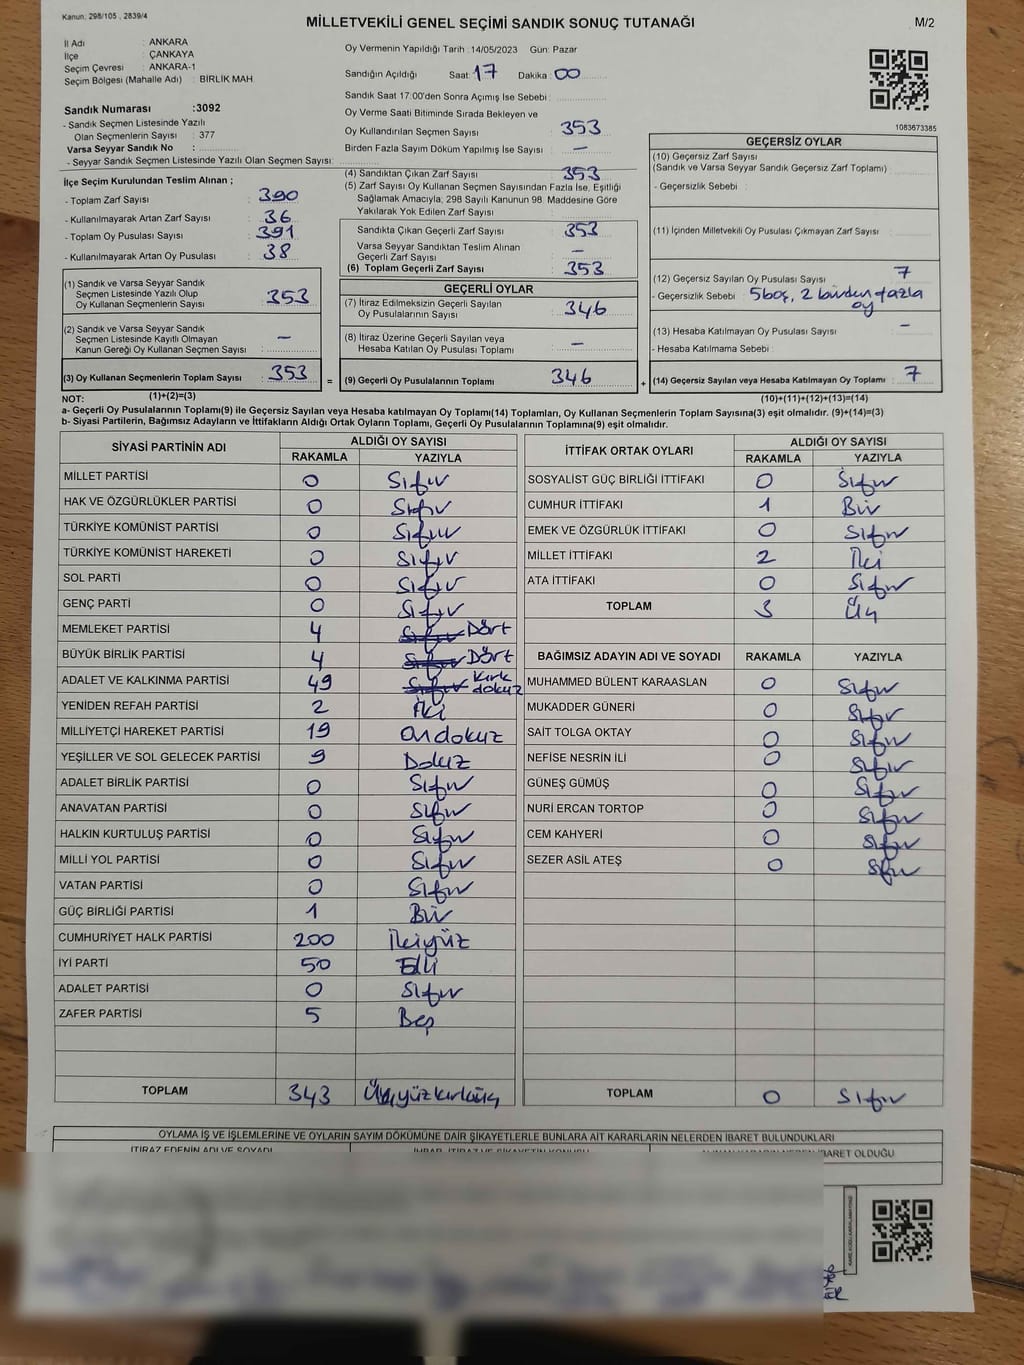 Kanun: 298/105 , 2839/4
MİLLETVEKİLİ GENEL SEÇİMİ SANDIK SONUÇ TUTANAĞI
M/2
İl Adı : ANKARA
İlçe : ÇANKAYA
Seçim Çevresi : ANKARA-1
Seçim Bölgesi (Mahalle Adı) : BİRLİK MAH.
Sandık Numarası :3092
- Sandık Seçmen Listesinde Yazılı
Olan Seçmenlerin Sayısı : 377
Varsa Seyyar Sandık No :
- Seyyar Sandık Seçmen Listesinde Yazılı Olan Seçmen Sayısı:
Oy Vermenin Yapıldığı Tarih :14/05/2023 Gün: Pazar
Sandığın Açıldığı Saat: 17 Dakika : 00
Sandık Saat 17:00'den Sonra Açımış İse Sebebi :
Oy Verme Saati Bitiminde Sırada Bekleyen ve
Oy Kullandırılan Seçmen Sayısı 353
Birden Fazla Sayım Döküm Yapılmış İse Sayısı : –
1083673385
İlçe Seçim Kurulundan Teslim Alınan ;
- Toplam Zarf Sayısı : 390
- Kullanılmayarak Artan Zarf Sayısı : 36
- Toplam Oy Pusulası Sayısı : 391
- Kullanılmayarak Artan Oy Pusulası : 38
(4) Sandıktan Çıkan Zarf Sayısı : 353
(5) Zarf Sayısı Oy Kullanan Seçmen Sayısından Fazla İse, Eşitliği
Sağlamak Amacıyla, 298 Sayılı Kanunun 98. Maddesine Göre
Yakılarak Yok Edilen Zarf Sayısı :
Sandıkta Çıkan Geçerli Zarf Sayısı : 353
Varsa Seyyar Sandıktan Teslim Alınan
Geçerli Zarf Sayısı : –
(6) Toplam Geçerli Zarf Sayısı : 353
GEÇERSİZ OYLAR
(10) Geçersiz Zarf Sayısı
(Sandık ve Varsa Seyyar Sandık Geçersiz Zarf Toplamı) :
- Geçersizlik Sebebi :
(11) İçinden Milletvekili Oy Pusulası Çıkmayan Zarf Sayısı :
(12) Geçersiz Sayılan Oy Pusulası Sayısı : 7
- Geçersizlik Sebebi : 5 boş, 2 birden fazla
oy
(13) Hesaba Katılmayan Oy Pusulası Sayısı : –
- Hesaba Katılmama Sebebi :
(14) Geçersiz Sayılan veya Hesaba Katılmayan Oy Toplamı : 7
(1) Sandık ve Varsa Seyyar Sandık
Seçmen Listesinde Yazılı Olup
Oy Kullanan Seçmenlerin Sayısı : 353
(2) Sandık ve Varsa Seyyar Sandık
Seçmen Listesinde Kayıtlı Olmayan
Kanun Gereği Oy Kullanan Seçmen Sayısı : –
(3) Oy Kullanan Seçmenlerin Toplam Sayısı : 353 =
GEÇERLİ OYLAR
(7) İtiraz Edilmeksizin Geçerli Sayılan
Oy Pusulalarının Sayısı : 346
(8) İtiraz Üzerine Geçerli Sayılan veya
Hesaba Katılan Oy Pusulası Toplamı : –
(9) Geçerli Oy Pusulalarının Toplamı : 346 +
NOT: (1)+(2)=(3) (10)+(11)+(12)+(13)=(14)
a- Geçerli Oy Pusulalarının Toplamı(9) ile Geçersiz Sayılan veya Hesaba katılmayan Oy Toplamı(14) Toplamları, Oy Kullanan Seçmenlerin Toplam Sayısına(3) eşit olmalıdır. (9)+(14)=(3)
b- Siyasi Partilerin, Bağımsız Adayların ve İttifakların Aldığı Ortak Oyların Toplamı, Geçerli Oy Pusulalarının Toplamına(9) eşit olmalıdır.
SİYASİ PARTİNİN ADI ALDIĞI OY SAYISI
RAKAMLA YAZIYLA
MİLLET PARTİSİ 0 Sıfır
HAK VE ÖZGÜRLÜKLER PARTİSİ 0 Sıfır
TÜRKİYE KOMÜNİST PARTİSİ 0 Sıfır
TÜRKİYE KOMÜNİST HAREKETİ 0 Sıfır
SOL PARTİ 0 Sıfır
GENÇ PARTİ 0 Sıfır
MEMLEKET PARTİSİ 4 Sıfır Dört
BÜYÜK BİRLİK PARTİSİ 4 Sıfır Dört
ADALET VE KALKINMA PARTİSİ 49 Sıfır Kırk dokuz
YENİDEN REFAH PARTİSİ 2 İki
MİLLİYETÇİ HAREKET PARTİSİ 19 Ondokuz
YEŞİLLER VE SOL GELECEK PARTİSİ 9 Dokuz
ADALET BİRLİK PARTİSİ 0 Sıfır
ANAVATAN PARTİSİ 0 Sıfır
HALKIN KURTULUŞ PARTİSİ 0 Sıfır
MİLLİ YOL PARTİSİ 0 Sıfır
VATAN PARTİSİ 0 Sıfır
GÜÇ BİRLİĞİ PARTİSİ 1 Bir
CUMHURİYET HALK PARTİSİ 200 İkiyüz
İYİ PARTİ 50 Elli
ADALET PARTİSİ 0 Sıfır
ZAFER PARTİSİ 5 Beş
TOPLAM 343 Üçyüzkırküç
İTTİFAK ORTAK OYLARI ALDIĞI OY SAYISI
RAKAMLA YAZIYLA
SOSYALİST GÜÇ BİRLİĞİ İTTİFAKI 0 Sıfır
CUMHUR İTTİFAKI 1 Bir
EMEK VE ÖZGÜRLÜK İTTİFAKI 0 Sıfır
MİLLET İTTİFAKI 2 İki
ATA İTTİFAKI 0 Sıfır
TOPLAM 3 Üç
BAĞIMSIZ ADAYIN ADI VE SOYADI RAKAMLA YAZIYLA
MUHAMMED BÜLENT KARAASLAN 0 Sıfır
MUKADDER GÜNERİ 0 Sıfır
SAİT TOLGA OKTAY 0 Sıfır
NEFİSE NESRİN İLİ 0 Sıfır
GÜNEŞ GÜMÜŞ 0 Sıfır
NURİ ERCAN TORTOP 0 Sıfır
CEM KAHYERİ 0 Sıfır
SEZER ASİL ATEŞ 0 Sıfır
TOPLAM 0 Sıfır
OYLAMA İŞ VE İŞLEMLERİNE VE OYLARIN SAYIM DÖKÜMÜNE DAİR ŞİKAYETLERLE BUNLARA AİT KARARLARIN NELERDEN İBARET BULUNDUKLARI
İTİRAZ EDENİN ADI VE SOYADI
İBARET OLDUĞU